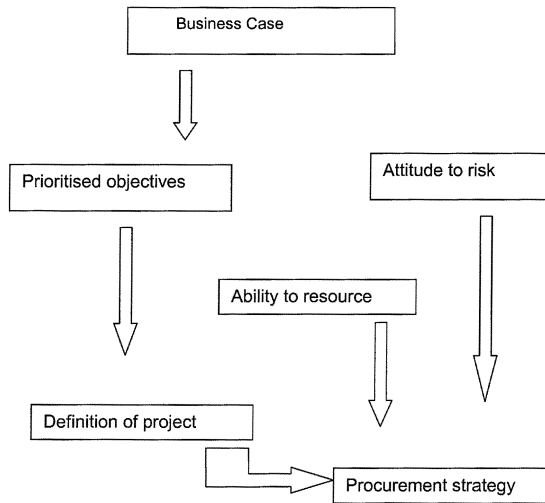 Business Case
Prioritised objectives
Attitude to risk
Ability to resource
Definition of project
Procurement strategy